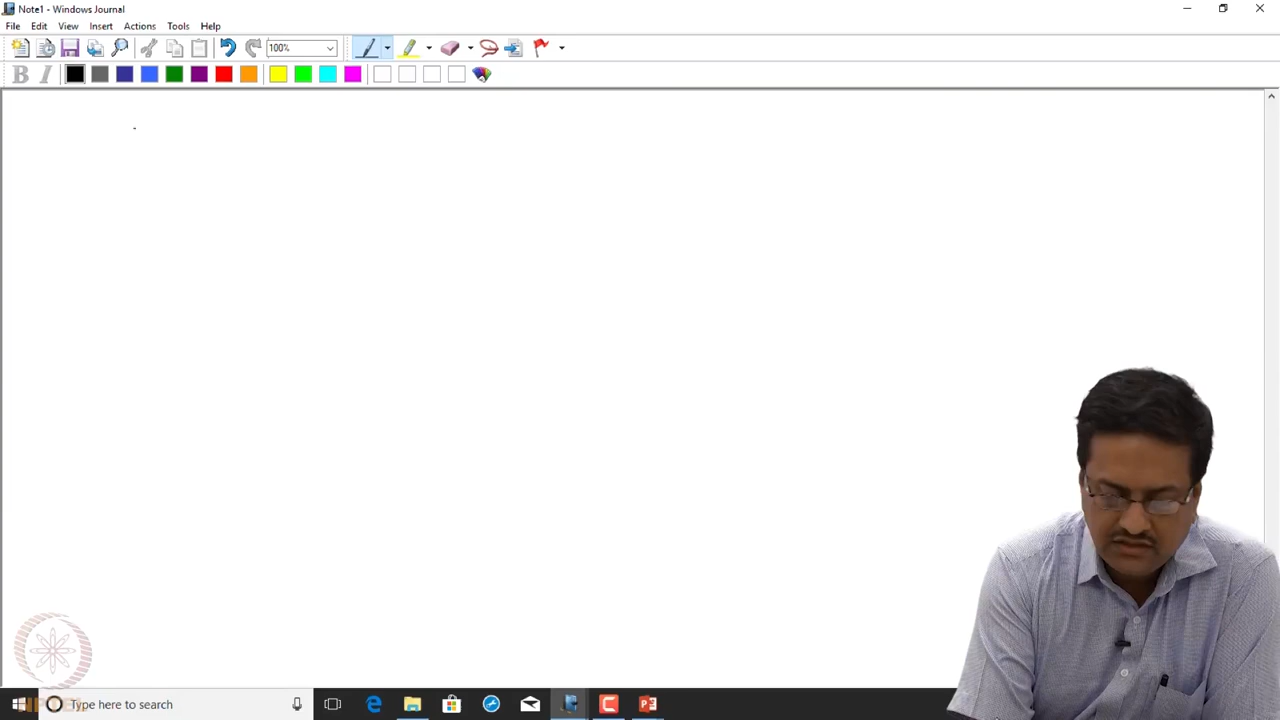 Note1 - Windows Journal
File Edit View Insert Actions Tools Help
100%
B I
Type here to search